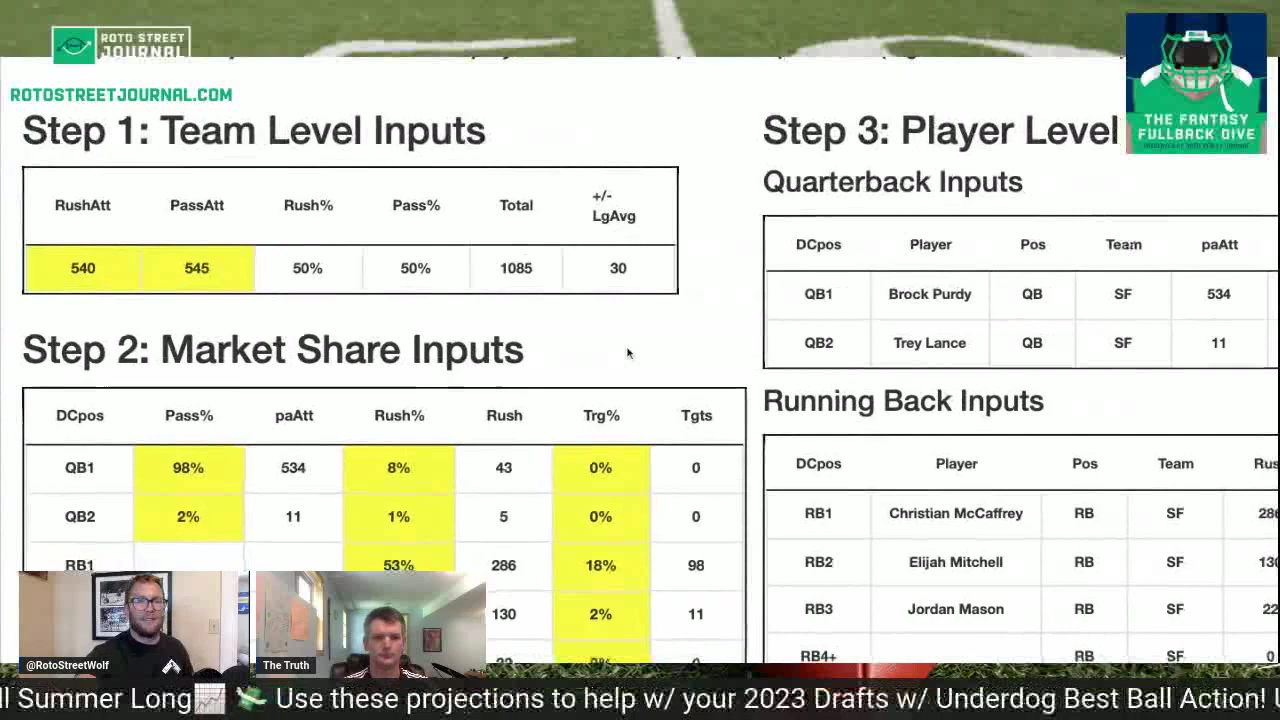 ROTO STREET
JOURNAL
ROTOSTREETJOURNAL.COM
THE FANTASY
FULLBACK DIVE
Step 1: Team Level Inputs
RushAtt PassAtt Rush% Pass% Total +/- LgAvg
540 545 50% 50% 1085 30
Step 2: Market Share Inputs
DCpos Pass% paAtt Rush% Rush Trg% Tgts
QB1 98% 534 8% 43 0% 0
QB2 2% 11 1% 5 0% 0
RB1 53% 286 18% 98
130 2% 11
Step 3: Player Level
Quarterback Inputs
DCpos Player Pos Team paAtt
QB1 Brock Purdy QB SF 534
QB2 Trey Lance QB SF 11
Running Back Inputs
DCpos Player Pos Team Rus
RB1 Christian McCaffrey RB SF 286
RB2 Elijah Mitchell RB SF 130
RB3 Jordan Mason RB SF 22
RB4+ RB SF 0
@RotoStreetWolf
The Truth
ll Summer Long Use these projections to help w/ your 2023 Drafts w/ Underdog Best Ball Action!